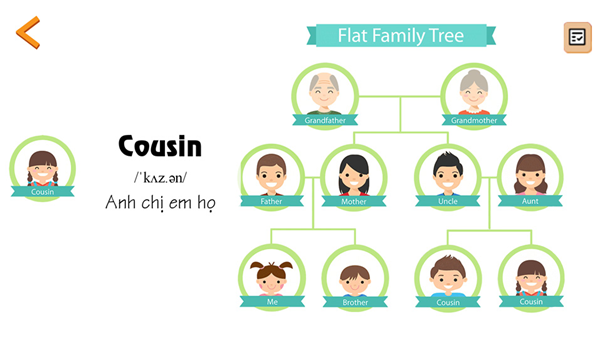 Flat Family Tree
Grandfather
Grandmother
Cousin
Cousin
/ˈkʌz.ən/
Anh chị em họ
Father
Mother
Uncle
Aunt
Me
Brother
Cousin
Cousin